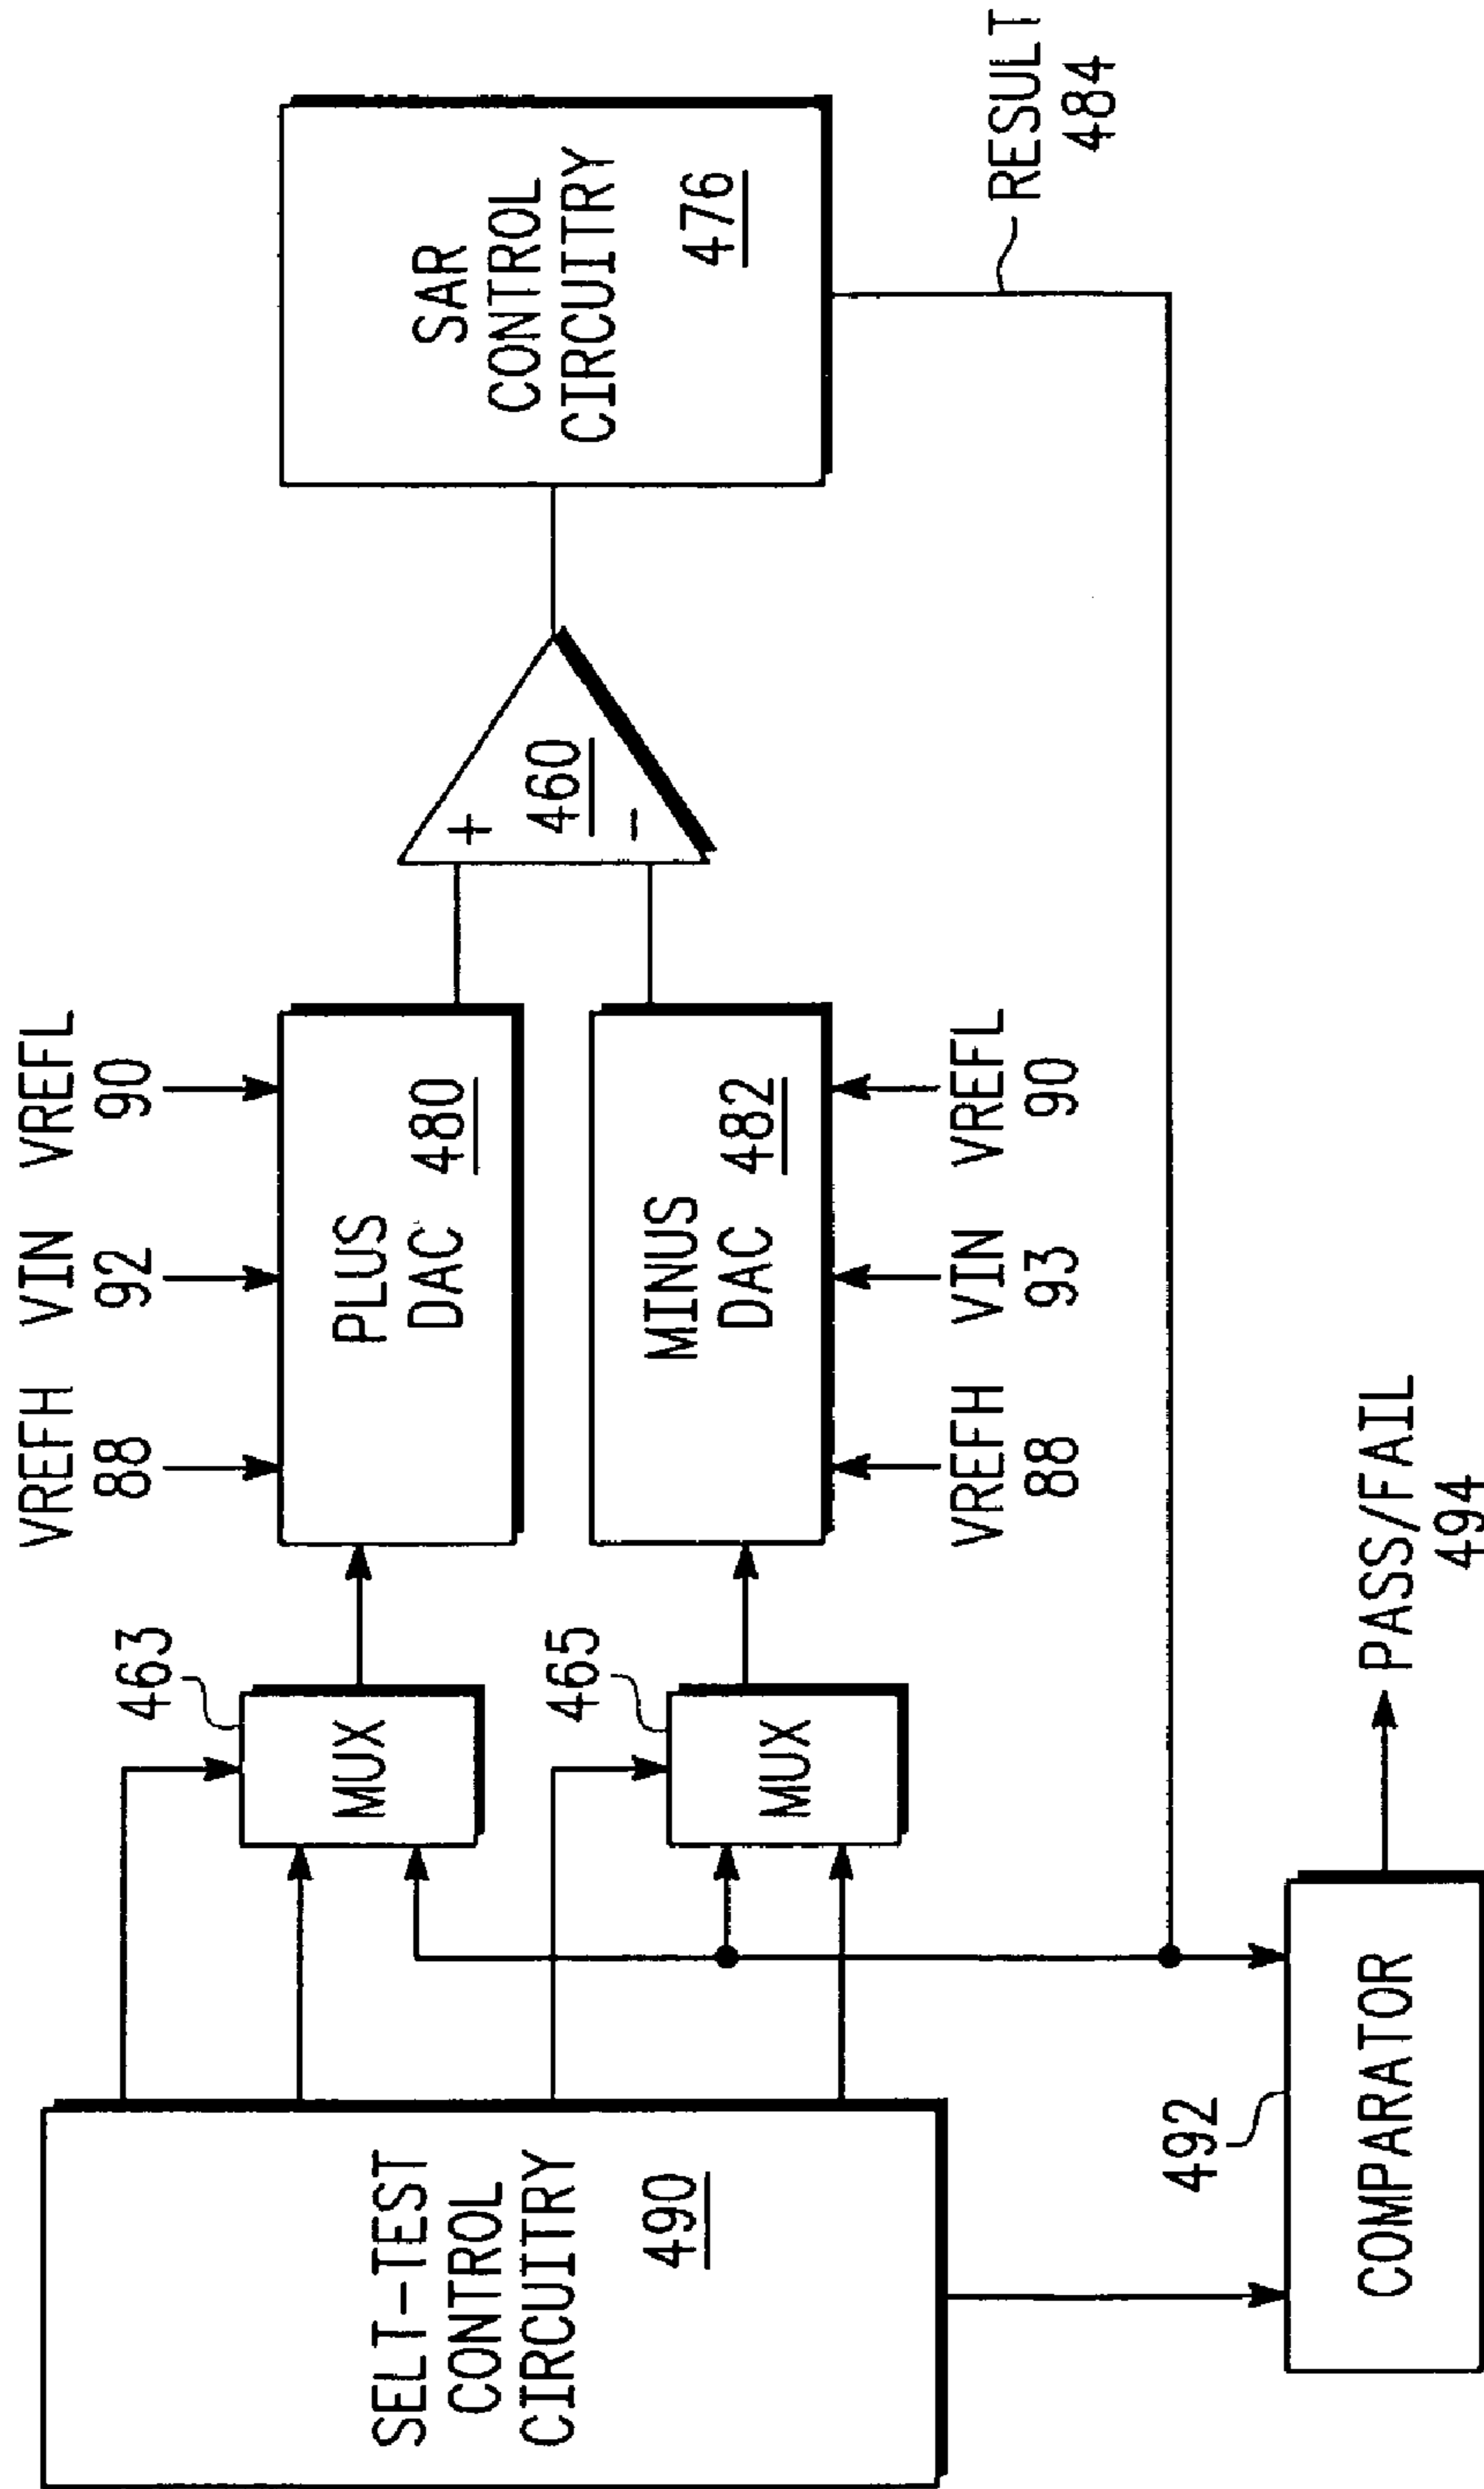 SELT-TEST
CONTROL
CIRCUITRY
490
463
MUX
465
MUX
VREFH VIN VREFL
88 92 90
PLUS
DAC 480
MINUS
DAC 482
VREFH VIN VREFL
88 93 90
+
460
-
SAR
CONTROL
CIRCUITRY
476
RESULT
484
492
COMPARATOR
PASS/FAIL
494